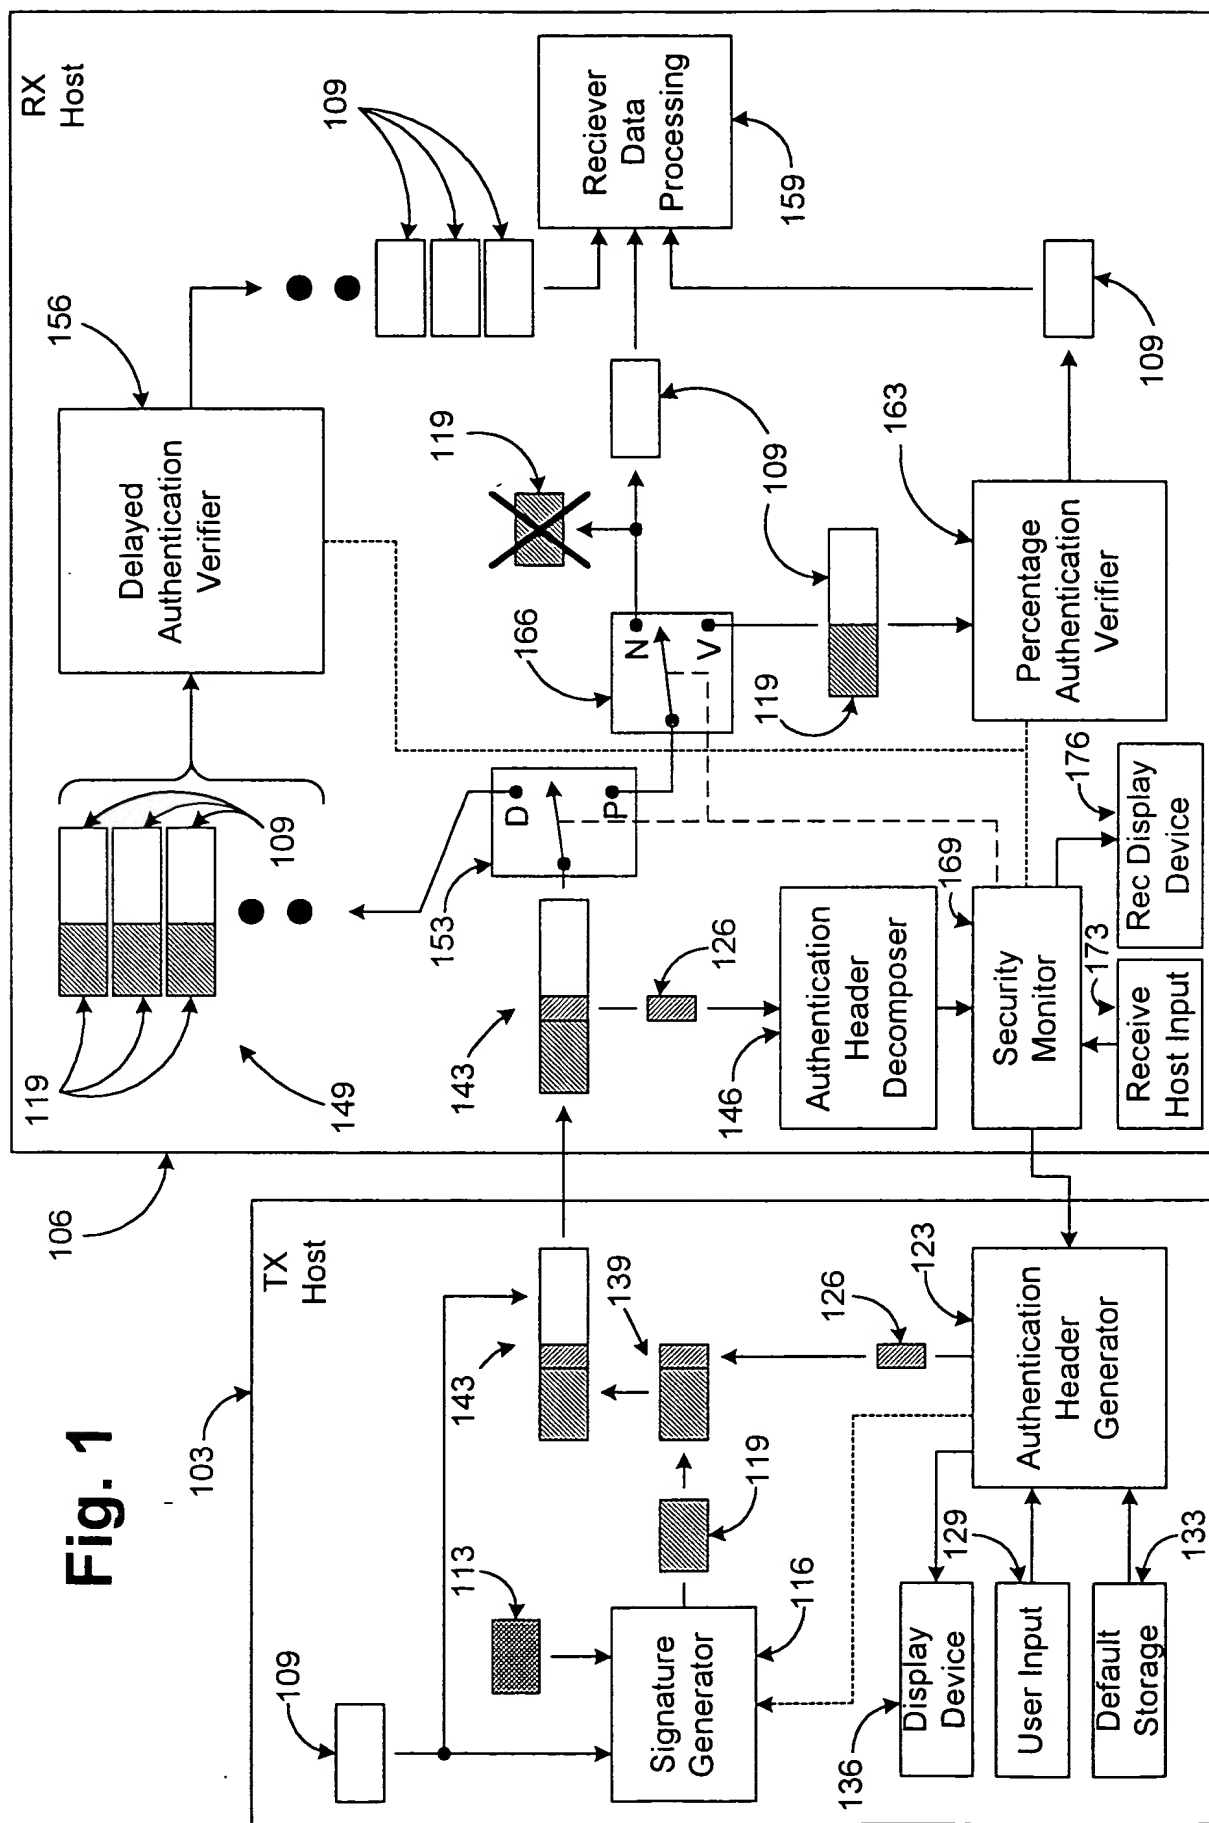 Fig. 1
RX
Host
106
119
149
109
156
Delayed
Authentication
Verifier
109
Reciever
Data
Processing
159
143
153
D
P
166
N
V
119
109
126
146
Authentication
Header
Decomposer
119
109
163
Percentage
Authentication
Verifier
109
169
Security
Monitor
173
Receive
Host Input
176
Rec Display
Device
103
TX
Host
109
113
143
139
119
116
Signature
Generator
126
123
Authentication
Header
Generator
136
Display
Device
129
User Input
133
Default
Storage